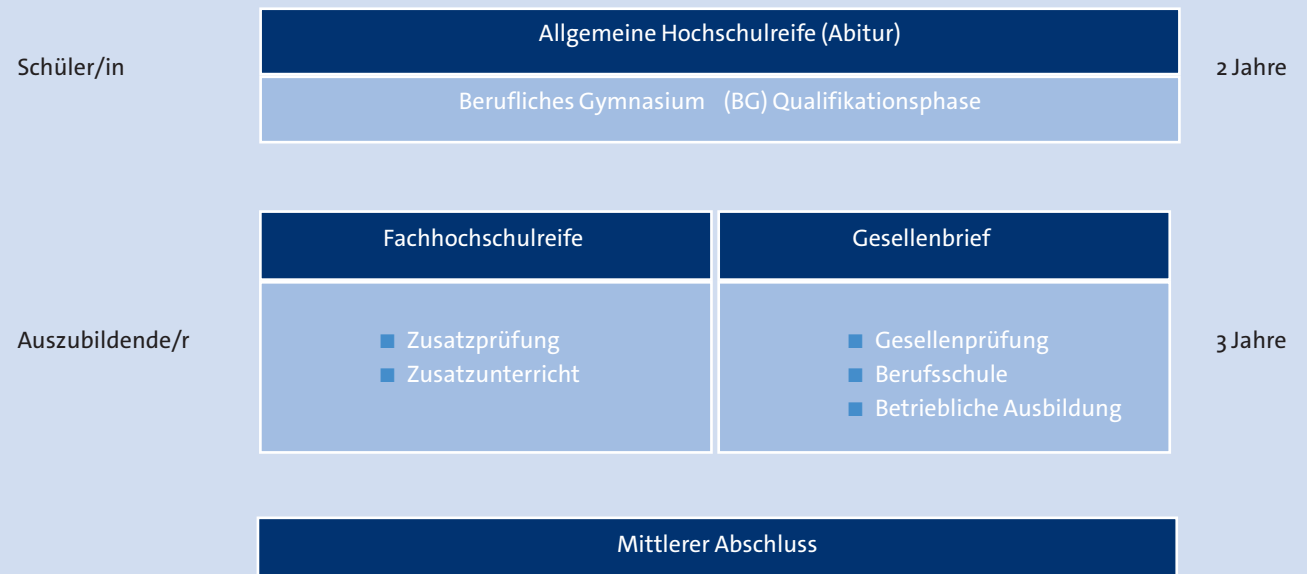 Allgemeine Hochschulreife (Abitur)
Schüler/in
2 Jahre
Berufliches Gymnasium (BG) Qualifikationsphase
Fachhochschulreife
Gesellenbrief
Auszubildende/r
Zusatzprüfung
Zusatzunterricht
Gesellenprüfung
Berufsschule
Betriebliche Ausbildung
3 Jahre
Mittlerer Abschluss